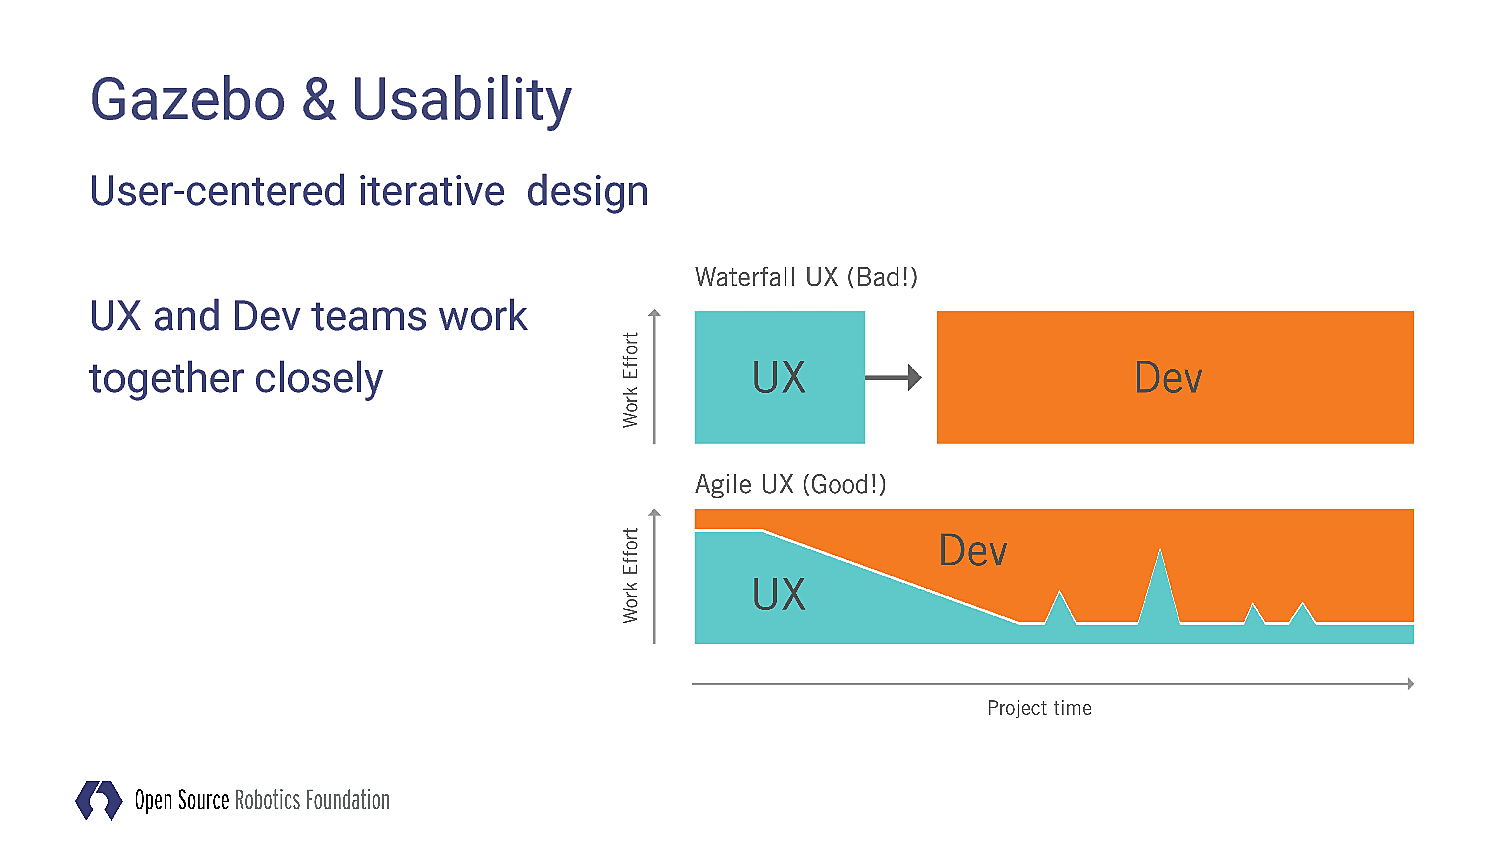 Gazebo & Usability
User-centered iterative  design
UX and Dev teams work
together closely
Waterfall UX (Bad!)
Work Effort
UX
Dev
Agile UX (Good!)
Work Effort
Dev
UX
Project time
Open Source Robotics Foundation